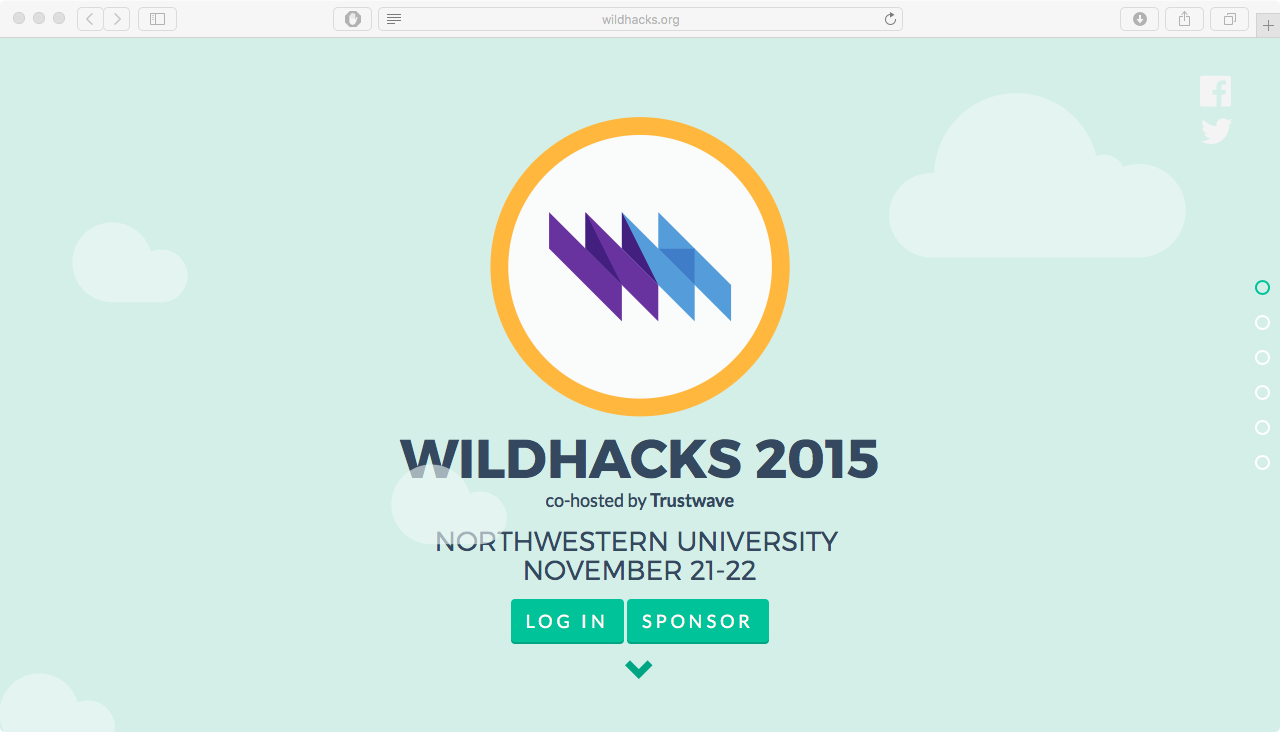 wildhacks.org
WILDHACKS 2015
co-hosted by Trustwave
NORTHWESTERN UNIVERSITY
NOVEMBER 21-22
LOG IN SPONSOR